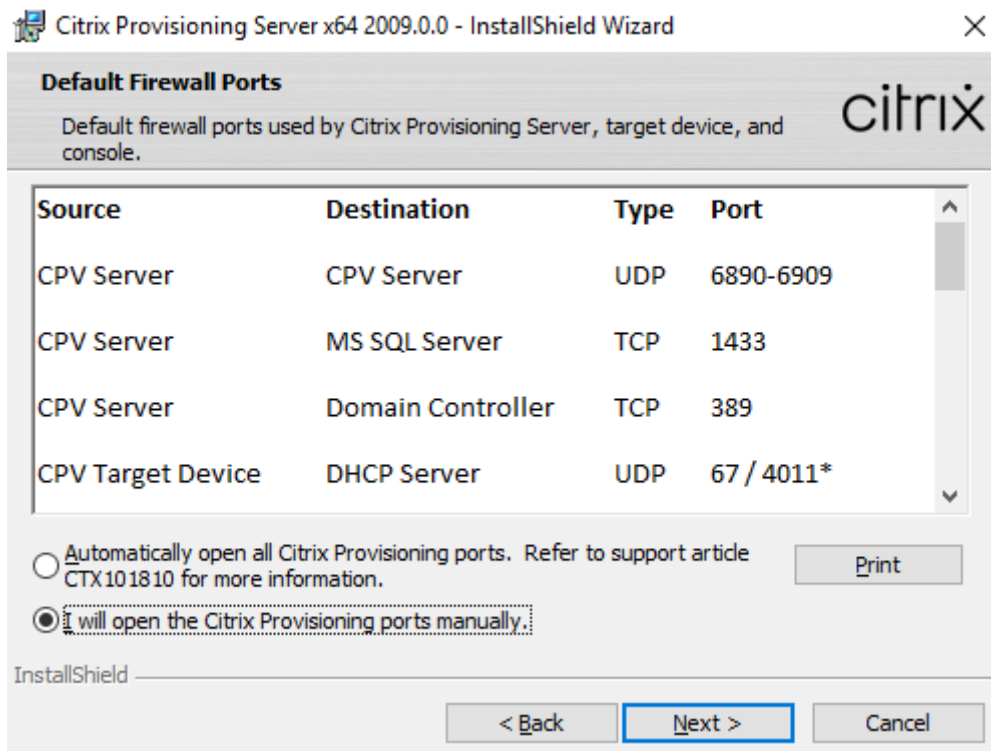 Citrix Provisioning Server x64 2009.0.0 - InstallShield Wizard
Default Firewall Ports
Default firewall ports used by Citrix Provisioning Server, target device, and
console.
citrix
Source Destination Type Port
CPV Server CPV Server UDP 6890-6909
CPV Server MS SQL Server TCP 1433
CPV Server Domain Controller TCP 389
CPV Target Device DHCP Server UDP 67 / 4011*
Automatically open all Citrix Provisioning ports. Refer to support article
CTX101810 for more information.
Print
I will open the Citrix Provisioning ports manually.
InstallShield
< Back Next > Cancel